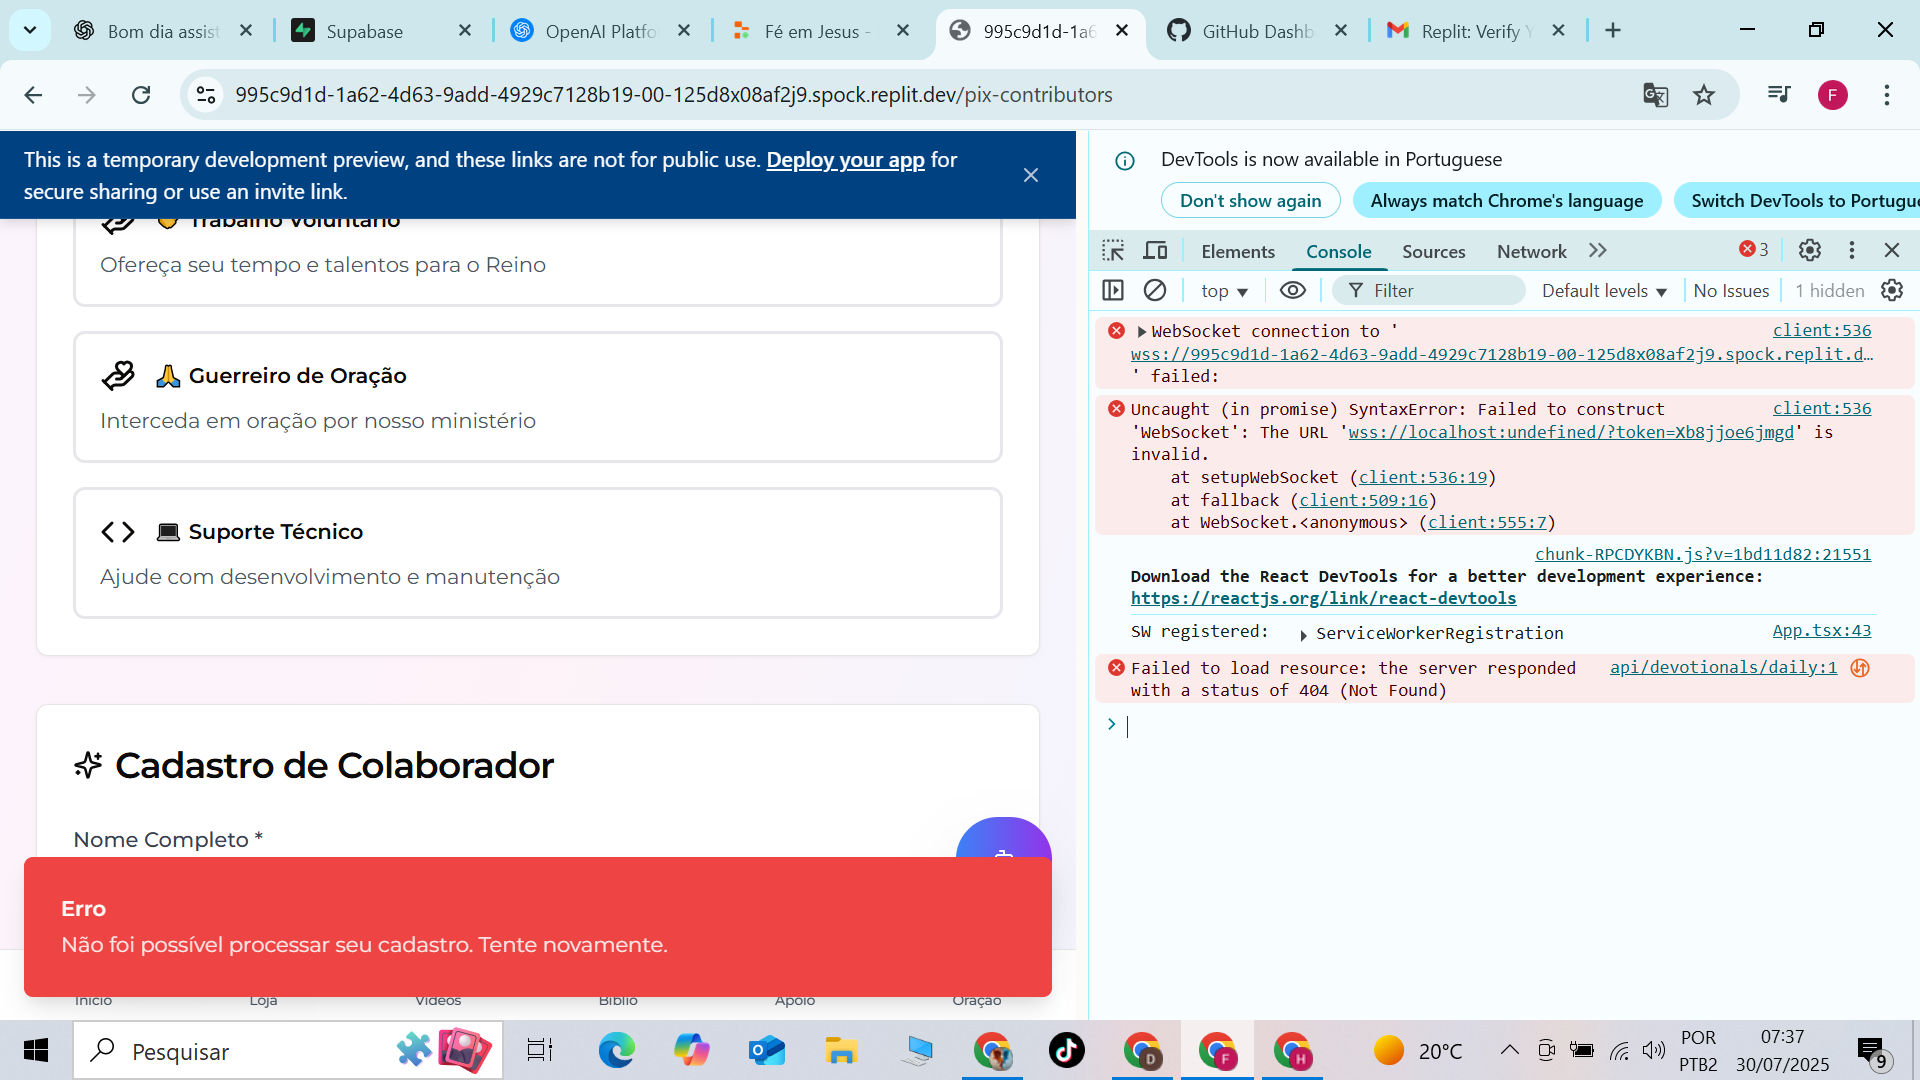 Bom dia assist
Supabase
OpenAI Platfo
Fé em Jesus -
995c9d1d-1a6
GitHub Dashb
Replit: Verify Y
995c9d1d-1a62-4d63-9add-4929c7128b19-00-125d8x08af2j9.spock.replit.dev/pix-contributors
F
This is a temporary development preview, and these links are not for public use. Deploy your app for
secure sharing or use an invite link.
Trabalho Voluntário
Ofereça seu tempo e talentos para o Reino
🙏 Guerreiro de Oração
Interceda em oração por nosso ministério
💻 Suporte Técnico
Ajude com desenvolvimento e manutenção
Cadastro de Colaborador
Nome Completo *
Erro
Não foi possível processar seu cadastro. Tente novamente.
Início Loja Vídeos Biblio Apoio Oração
DevTools is now available in Portuguese
Don't show again Always match Chrome's language Switch DevTools to Portugue
Elements Console Sources Network 3
top Filter Default levels No Issues 1 hidden
WebSocket connection to ' client:536
wss://995c9d1d-1a62-4d63-9add-4929c7128b19-00-125d8x08af2j9.spock.replit.d…
' failed:
Uncaught (in promise) SyntaxError: Failed to construct client:536
'WebSocket': The URL 'wss://localhost:undefined/?token=Xb8jjoe6jmgd' is
invalid.
at setupWebSocket (client:536:19)
at fallback (client:509:16)
at WebSocket.<anonymous> (client:555:7)
chunk-RPCDYKBN.js?v=1bd11d82:21551
Download the React DevTools for a better development experience:
https://reactjs.org/link/react-devtools
SW registered: ServiceWorkerRegistration App.tsx:43
Failed to load resource: the server responded api/devotionals/daily:1
with a status of 404 (Not Found)
Pesquisar
D
F
H
20°C
POR
PTB2
07:37
30/07/2025
9